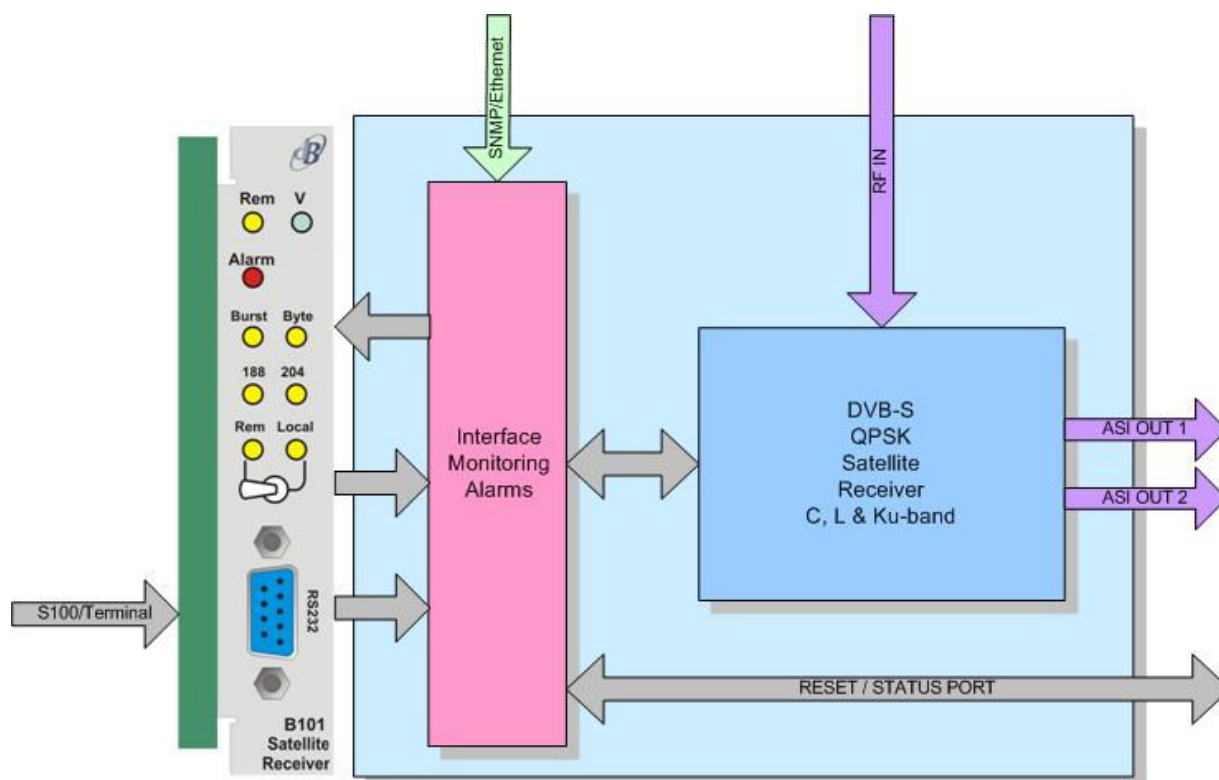 SNMP/Ethernet
RF IN
B
Rem V
Alarm
Burst Byte
188 204
Rem Local
RS232
S100/Terminal
B101
Satellite
Receiver
Interface
Monitoring
Alarms
DVB-S
QPSK
Satellite
Receiver
C, L & Ku-band
ASI OUT 1
ASI OUT 2
RESET / STATUS PORT